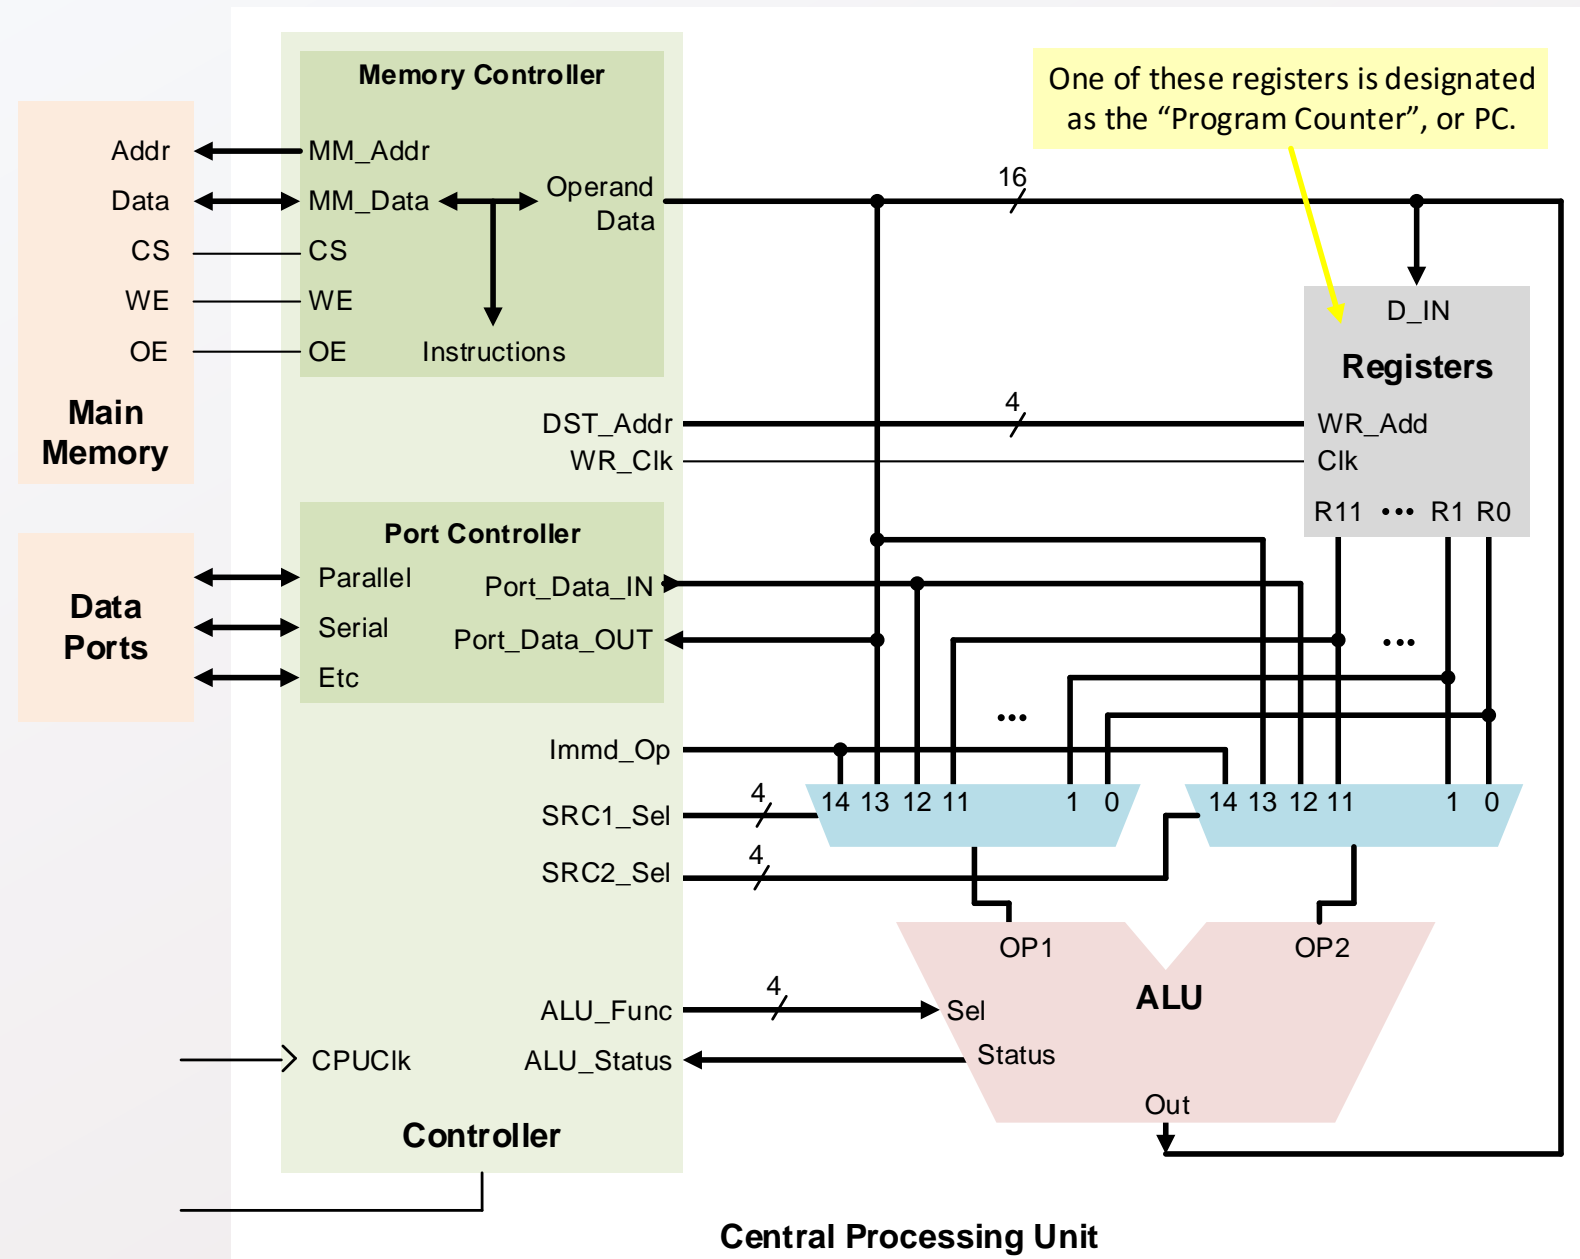 Memory Controller
One of these registers is designated
as the “Program Counter”, or PC.
Addr
MM_Addr
Data
MM_Data
Operand
Data
16
CS
CS
WE
WE
OE
OE
Instructions
Main
Memory
D_IN
Registers
DST_Addr
4
WR_Add
WR_Clk
Clk
R11 ••• R1 R0
Port Controller
Data
Ports
Parallel
Port_Data_IN
Serial
Port_Data_OUT
Etc
•••
•••
Immd_Op
14 13 12 11 1 0
14 13 12 11 1 0
SRC1_Sel
4
SRC2_Sel
4
OP1
OP2
ALU
ALU_Func
4
Sel
CPUClk
ALU_Status
Status
Out
Controller
Central Processing Unit